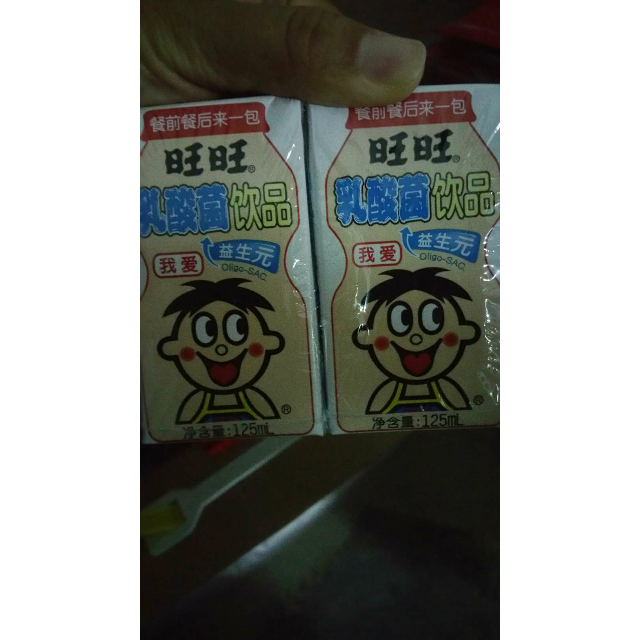 餐前餐后来一包
旺旺®
乳酸菌饮品
我爱
益生元
Oligo-SAC.
®
净含量:125mL
餐前餐后来一包
旺旺®
乳酸菌饮品
我爱
益生元
Oligo-SAC.
®
净含量:125mL